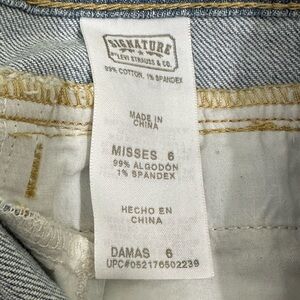 SIGNATURE
BY LEVI STRAUSS & CO.
99% COTTON, 1% SPANDEX
MADE IN
CHINA
MISSES 6
99% ALGODÓN
1% SPANDEX
HECHO EN
CHINA
DAMAS 6
UPC#052176502239